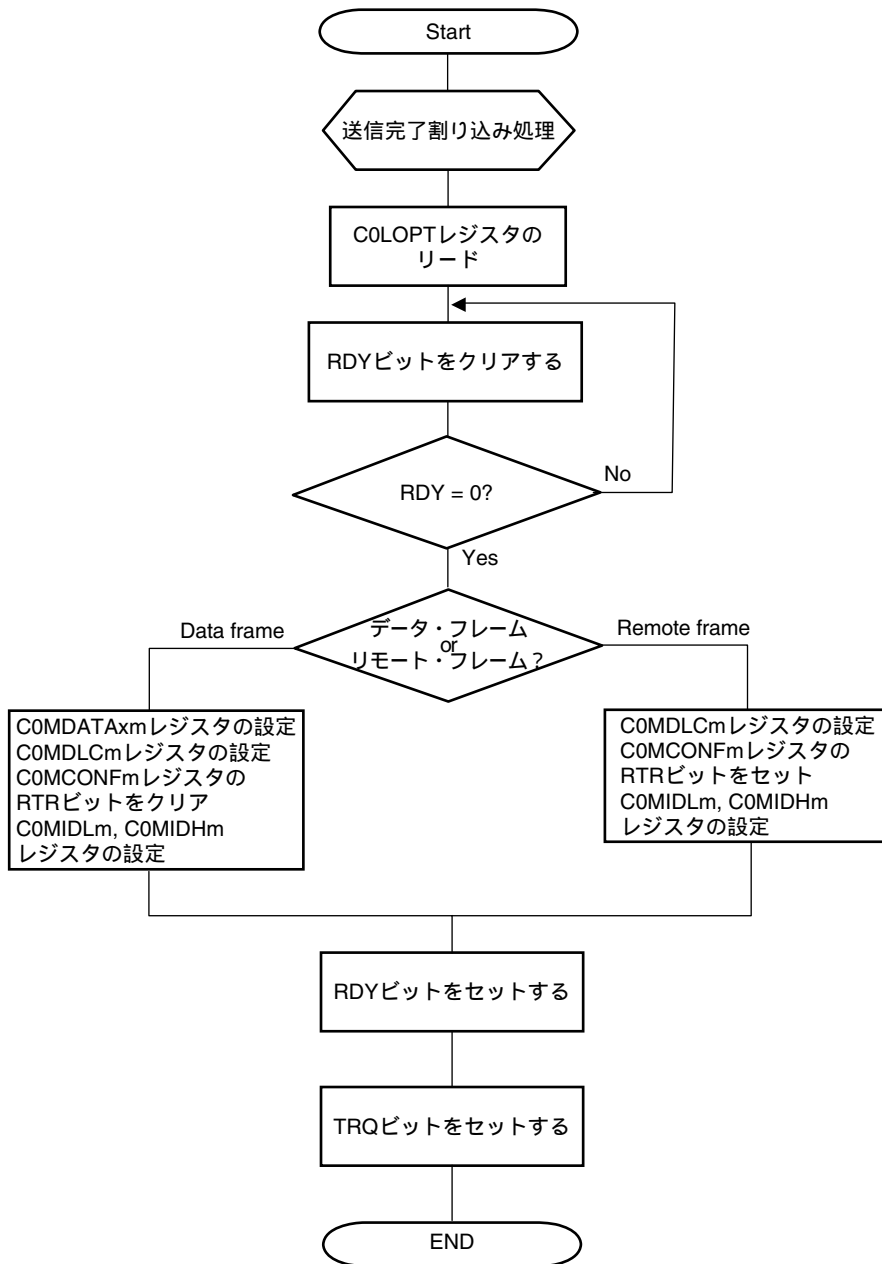 Start
送信完了割り込み処理
C0LOPTレジスタの
リード
RDYビットをクリアする
RDY = 0?
No
Yes
データ・フレーム
or
リモート・フレーム？
Data frame
Remote frame
C0MDATAxmレジスタの設定
C0MDLCmレジスタの設定
C0MCONFmレジスタの
RTRビットをクリア
C0MIDLm, C0MIDHm
レジスタの設定
C0MDLCmレジスタの設定
C0MCONFmレジスタの
RTRビットをセット
C0MIDLm, C0MIDHm
レジスタの設定
RDYビットをセットする
TRQビットをセットする
END